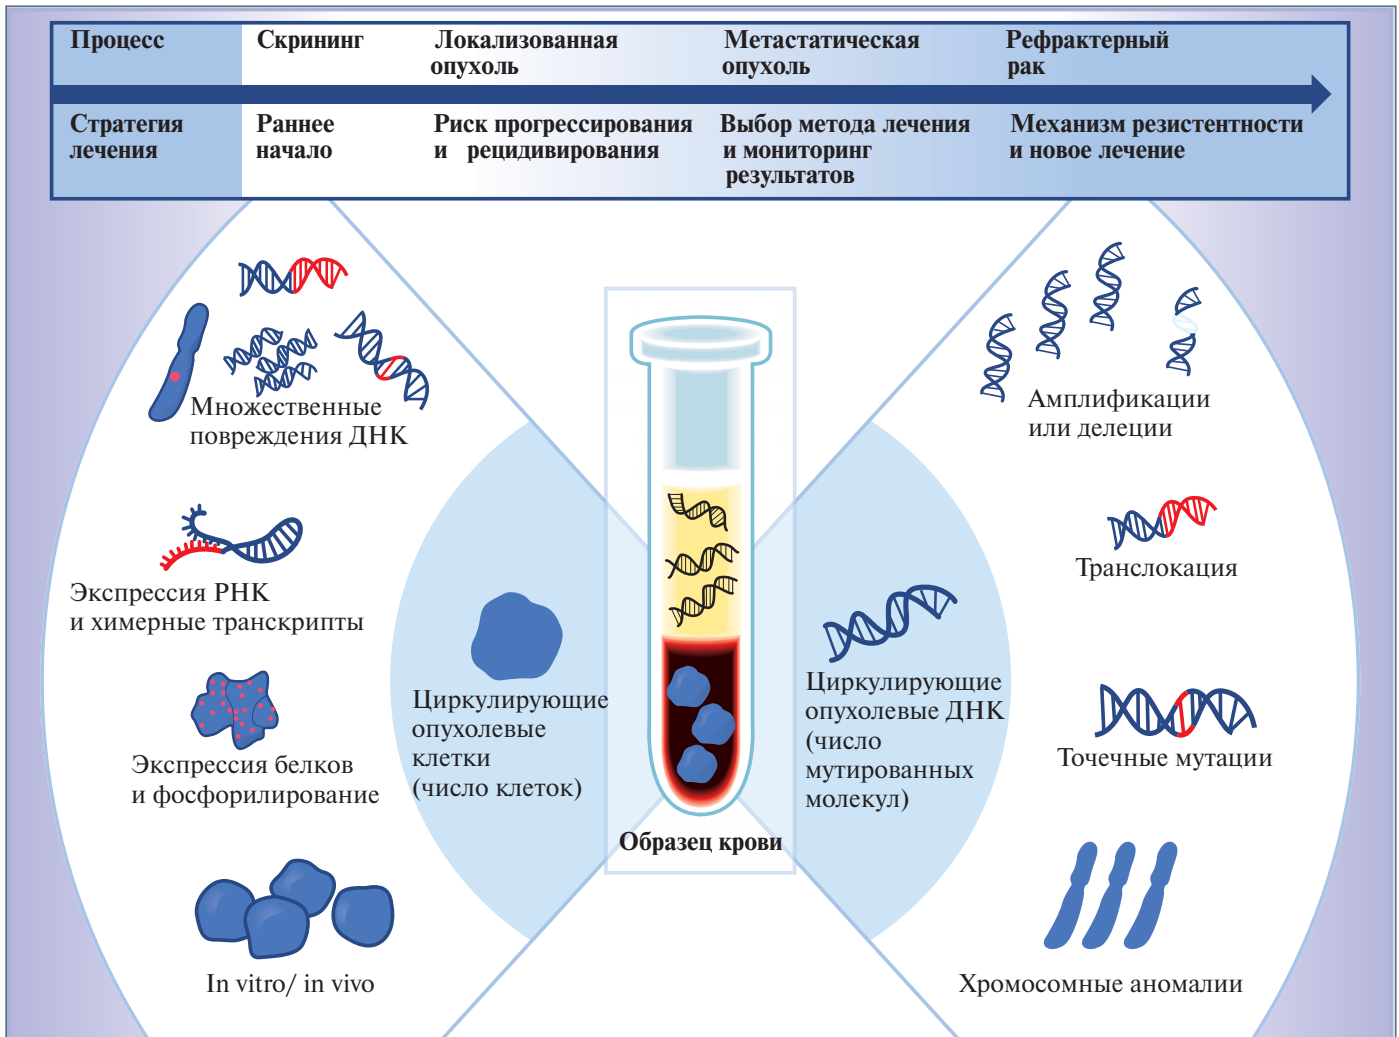 Процесс
Скрининг
Локализованная
опухоль
Метастатическая
опухоль
Рефрактерный
рак
Стратегия
лечения
Раннее
начало
Риск прогрессирования
и рецидивирования
Выбор метода лечения
и мониторинг
результатов
Механизм резистентности
и новое лечение
Множественные
повреждения ДНК
Экспрессия РНК
и химерные транскрипты
Экспрессия белков
и фосфорилирование
In vitro/ in vivo
Циркулирующие
опухолевые
клетки
(число клеток)
Образец крови
Циркулирующие
опухолевые ДНК
(число
мутированных
молекул)
Амплификации
или делеции
Транслокация
Точечные мутации
Хромосомные аномалии